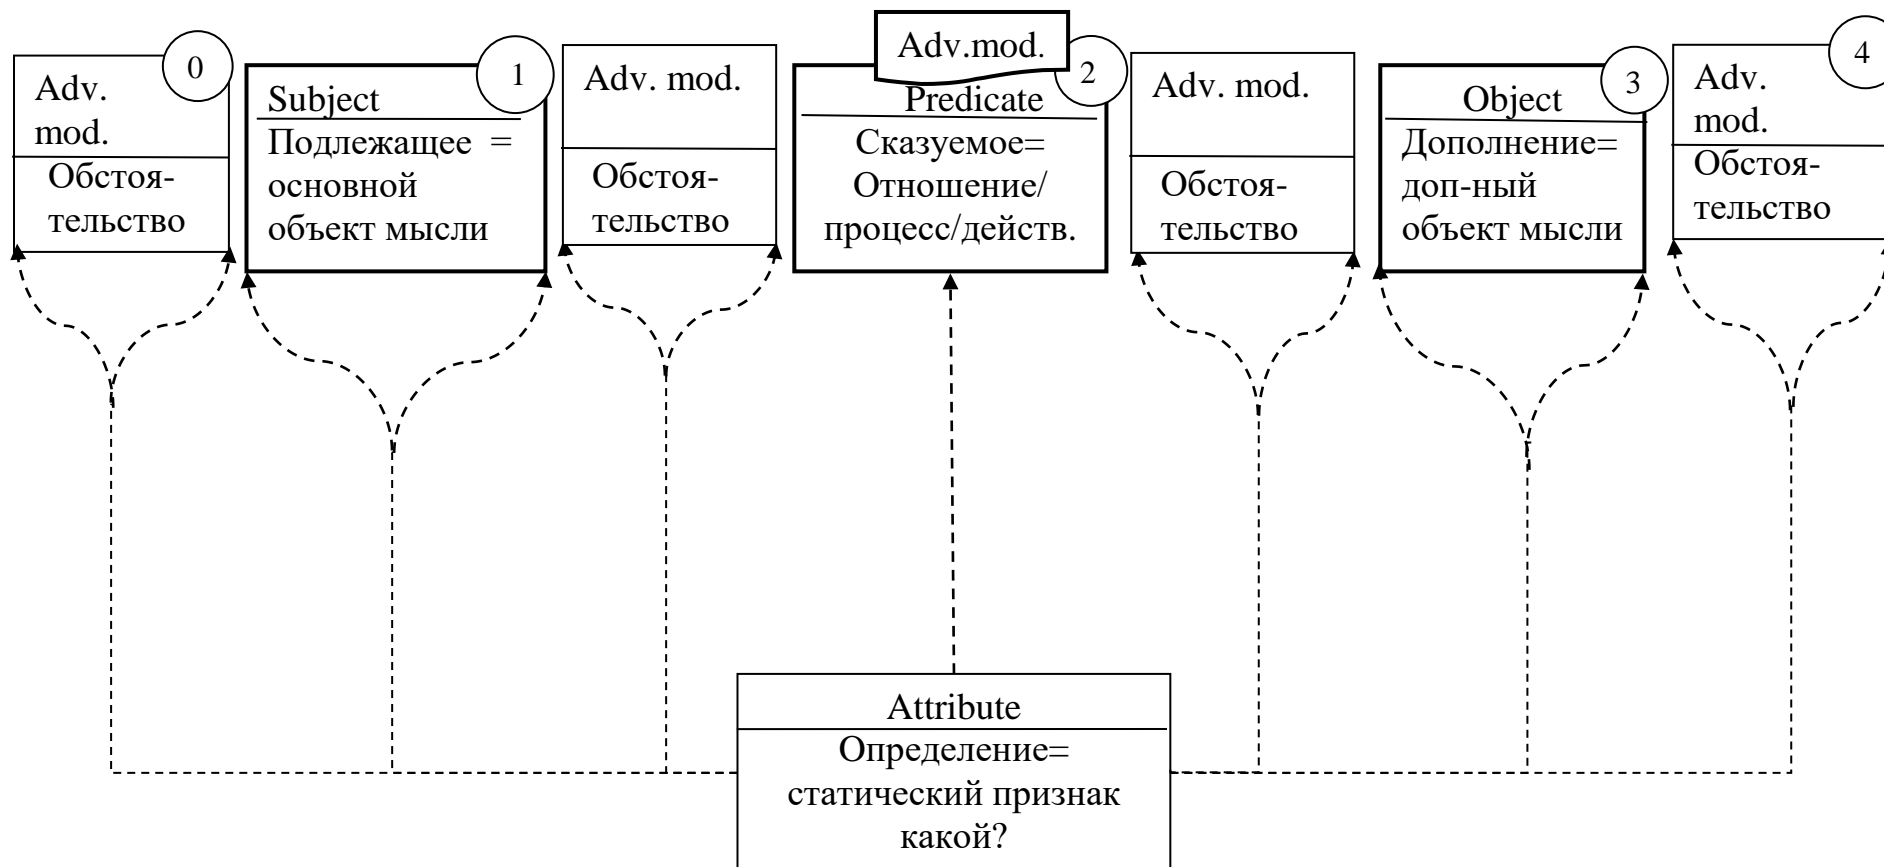 0
Adv.
mod.
Обстоя-
тельство
1
Subject
Подлежащее =
основной
объект мысли
Adv. mod.
Обстоя-
тельство
Adv.mod.
2
Predicate
Сказуемое=
Отношение/
процесс/действ.
Adv. mod.
Обстоя-
тельство
3
Object
Дополнение=
доп-ный
объект мысли
4
Adv.
mod.
Обстоя-
тельство
Attribute
Определение=
статический признак
какой?